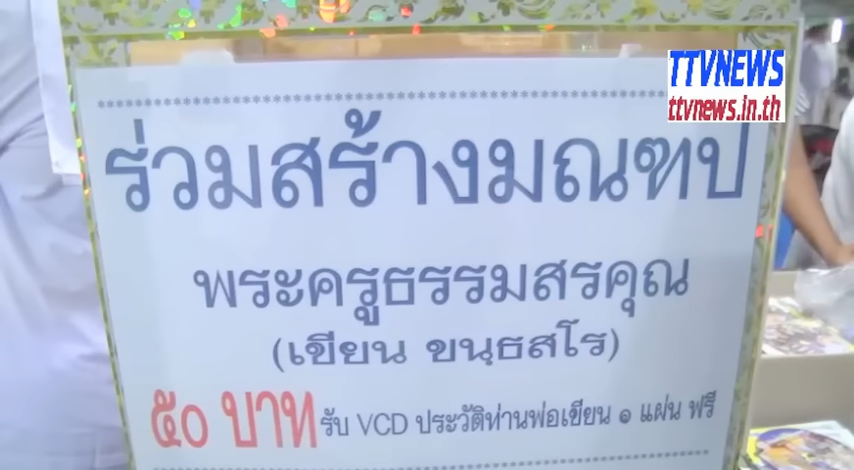 TTVNEWS
ttvnews.in.th
ร่วมสร้างมณฑป
พระครูธรรมสรคุณ
(เขียน ขนฺธสโร)
๕๐ บาท รับ VCD ประวัติท่านพ่อเขียน ๑ แผ่น ฟรี